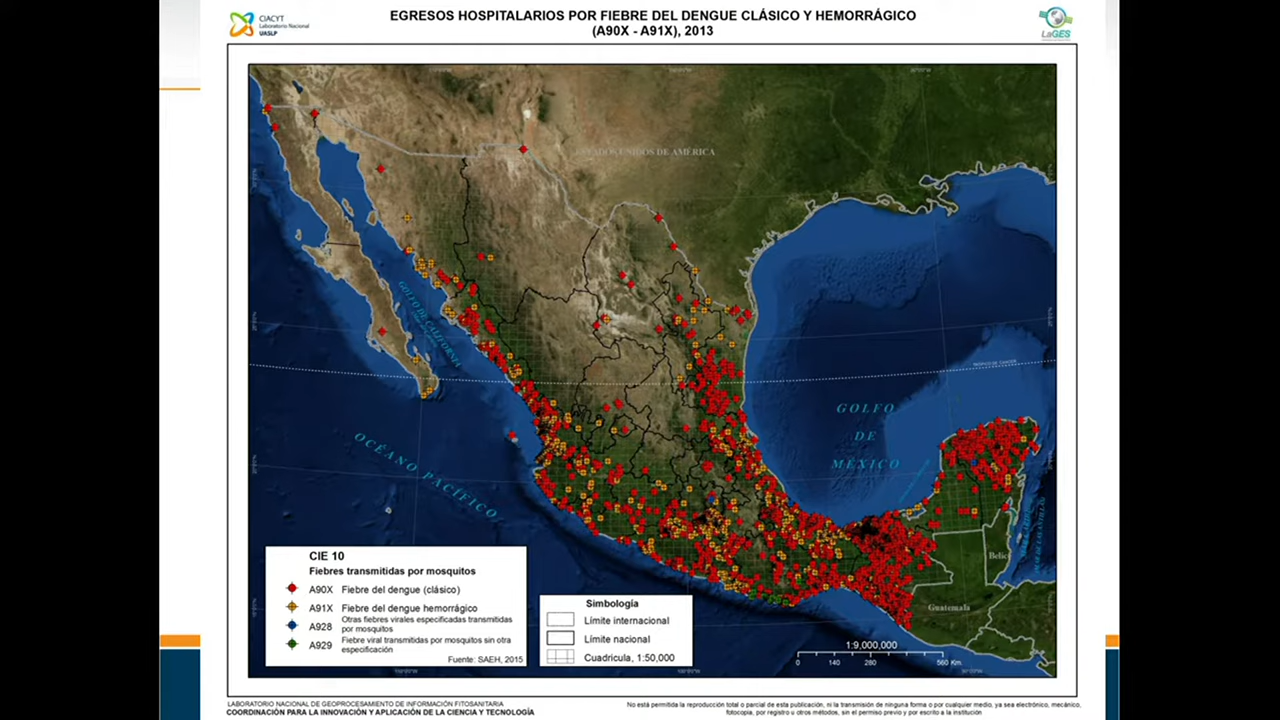 CIACYT
Laboratorio Nacional
UASLP
EGRESOS HOSPITALARIOS POR FIEBRE DEL DENGUE CLÁSICO Y HEMORRÁGICO
(A90X - A91X), 2013
LaGES
ESTADOS UNIDOS DE AMÉRICA
GOLFO DE CALIFORNIA
TRÓPICO DE CÁNCER
GOLFO
DE
MÉXICO
OCÉANO PACÍFICO
Belice
Guatemala
CIE 10
Fiebres transmitidas por mosquitos
A90X Fiebre del dengue (clásico)
A91X Fiebre del dengue hemorrágico
A928 Otras fiebres virales especificadas transmitidas
por mosquitos
A929 Fiebre viral transmitidas por mosquitos sin otra
especificación
Fuente: SAEH, 2015
Simbología
Límite internacional
Límite nacional
Cuadrícula, 1:50,000
1:9,000,000
0 140 280 560 Km.
LABORATORIO NACIONAL DE GEOPROCESAMIENTO DE INFORMACIÓN FITOSANITARIA
COORDINACIÓN PARA LA INNOVACIÓN Y APLICACIÓN DE LA CIENCIA Y TECNOLOGÍA
No está permitida la reproducción total o parcial de esta publicación, ni la transmisión de ninguna forma o por cualquier medio, ya sea electrónico, mecánico,
fotocopia, por registro u otros métodos, sin el permiso previo y por escrito a la institución